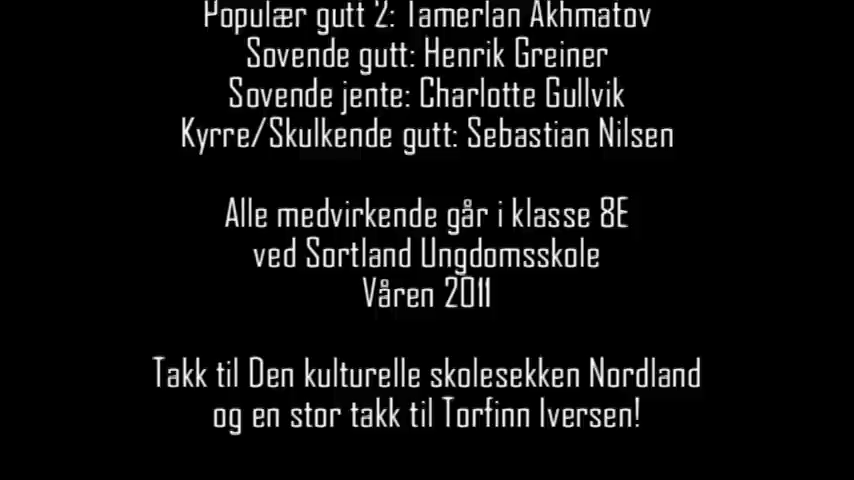 Populær gutt 2: Tamerlan Akhmatov
Sovende gutt: Henrik Greiner
Sovende jente: Charlotte Gullvik
Kyrre/Skulkende gutt: Sebastian Nilsen
Alle medvirkende går i klasse 8E
ved Sortland Ungdomsskole
Våren 2011
Takk til Den kulturelle skolesekken Nordland
og en stor takk til Torfinn Iversen!